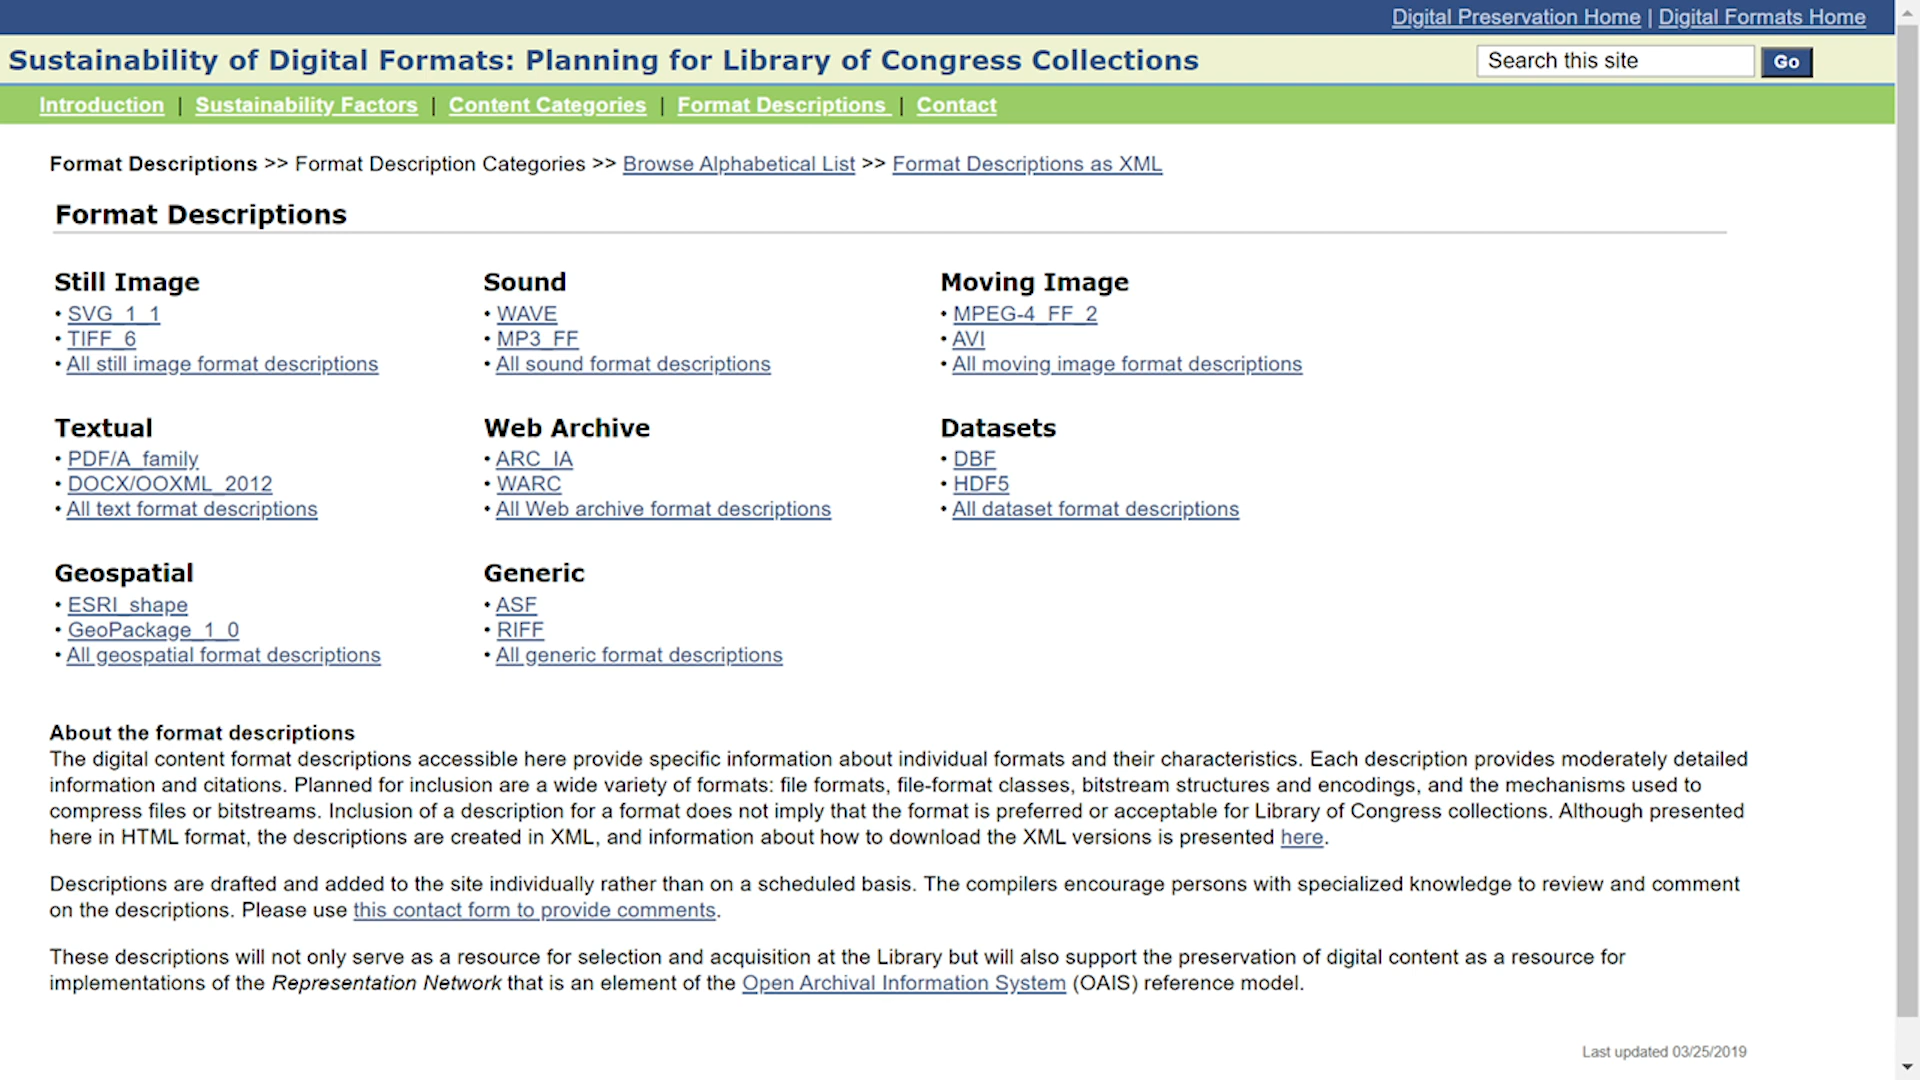 Digital Preservation Home | Digital Formats Home
Sustainability of Digital Formats: Planning for Library of Congress Collections
Search this site
Go
Introduction | Sustainability Factors | Content Categories | Format Descriptions | Contact
Format Descriptions >> Format Description Categories >> Browse Alphabetical List >> Format Descriptions as XML
Format Descriptions
Still Image
• SVG_1_1
• TIFF_6
• All still image format descriptions
Sound
• WAVE
• MP3_FF
• All sound format descriptions
Moving Image
• MPEG-4_FF_2
• AVI
• All moving image format descriptions
Textual
• PDF/A_family
• DOCX/OOXML_2012
• All text format descriptions
Web Archive
• ARC_IA
• WARC
• All Web archive format descriptions
Datasets
• DBF
• HDF5
• All dataset format descriptions
Geospatial
• ESRI_shape
• GeoPackage_1_0
• All geospatial format descriptions
Generic
• ASF
• RIFF
• All generic format descriptions
About the format descriptions
The digital content format descriptions accessible here provide specific information about individual formats and their characteristics. Each description provides moderately detailed
information and citations. Planned for inclusion are a wide variety of formats: file formats, file-format classes, bitstream structures and encodings, and the mechanisms used to
compress files or bitstreams. Inclusion of a description for a format does not imply that the format is preferred or acceptable for Library of Congress collections. Although presented
here in HTML format, the descriptions are created in XML, and information about how to download the XML versions is presented here.
Descriptions are drafted and added to the site individually rather than on a scheduled basis. The compilers encourage persons with specialized knowledge to review and comment
on the descriptions. Please use this contact form to provide comments.
These descriptions will not only serve as a resource for selection and acquisition at the Library but will also support the preservation of digital content as a resource for
implementations of the Representation Network that is an element of the Open Archival Information System (OAIS) reference model.
Last updated 03/25/2019